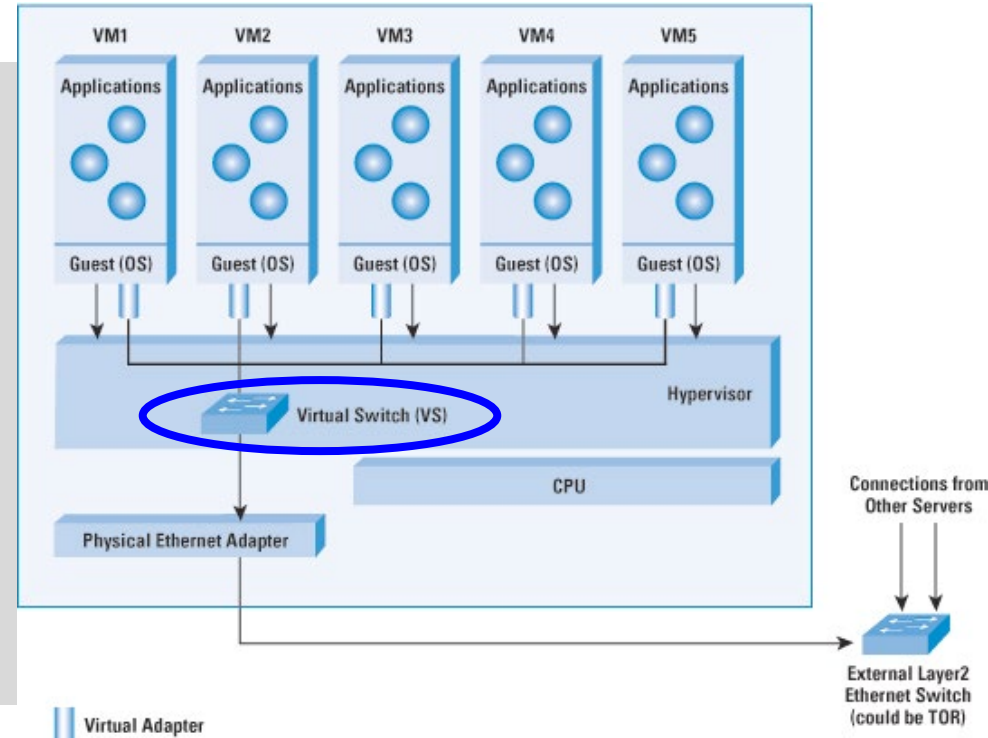 VM1
VM2
VM3
VM4
VM5
Applications
Applications
Applications
Applications
Applications
Guest (OS)
Guest (OS)
Guest (OS)
Guest (OS)
Guest (OS)
Hypervisor
Virtual Switch (VS)
CPU
Physical Ethernet Adapter
Connections from
Other Servers
External Layer2
Ethernet Switch
(could be TOR)
Virtual Adapter